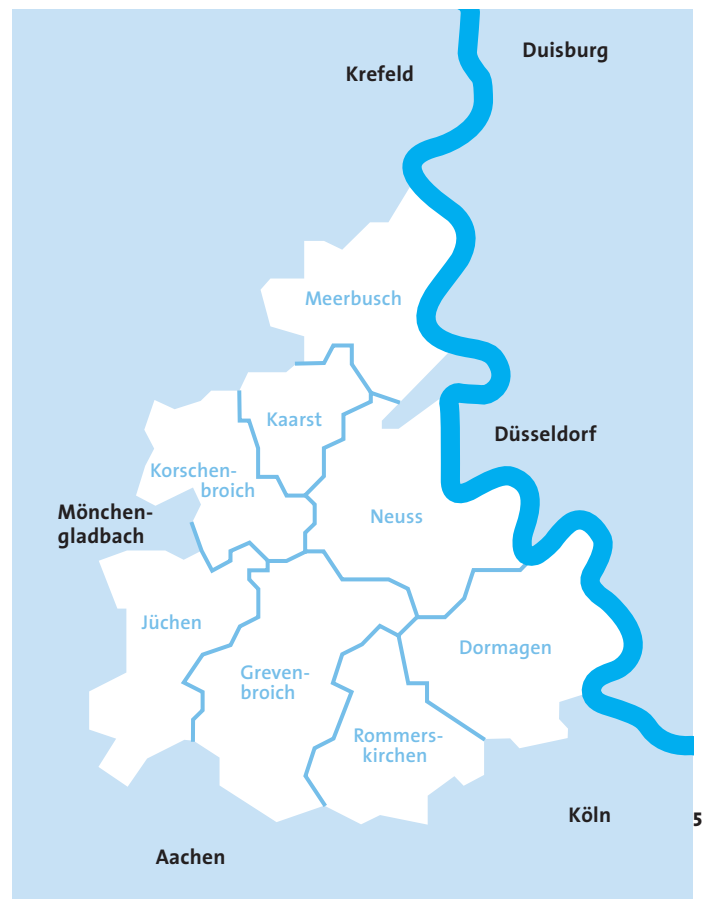 Duisburg
Krefeld
Meerbusch
Kaarst
Düsseldorf
Korschen-
broich
Mönchen-
gladbach
Neuss
Jüchen
Dormagen
Greven-
broich
Rommers-
kirchen
Köln
5
Aachen